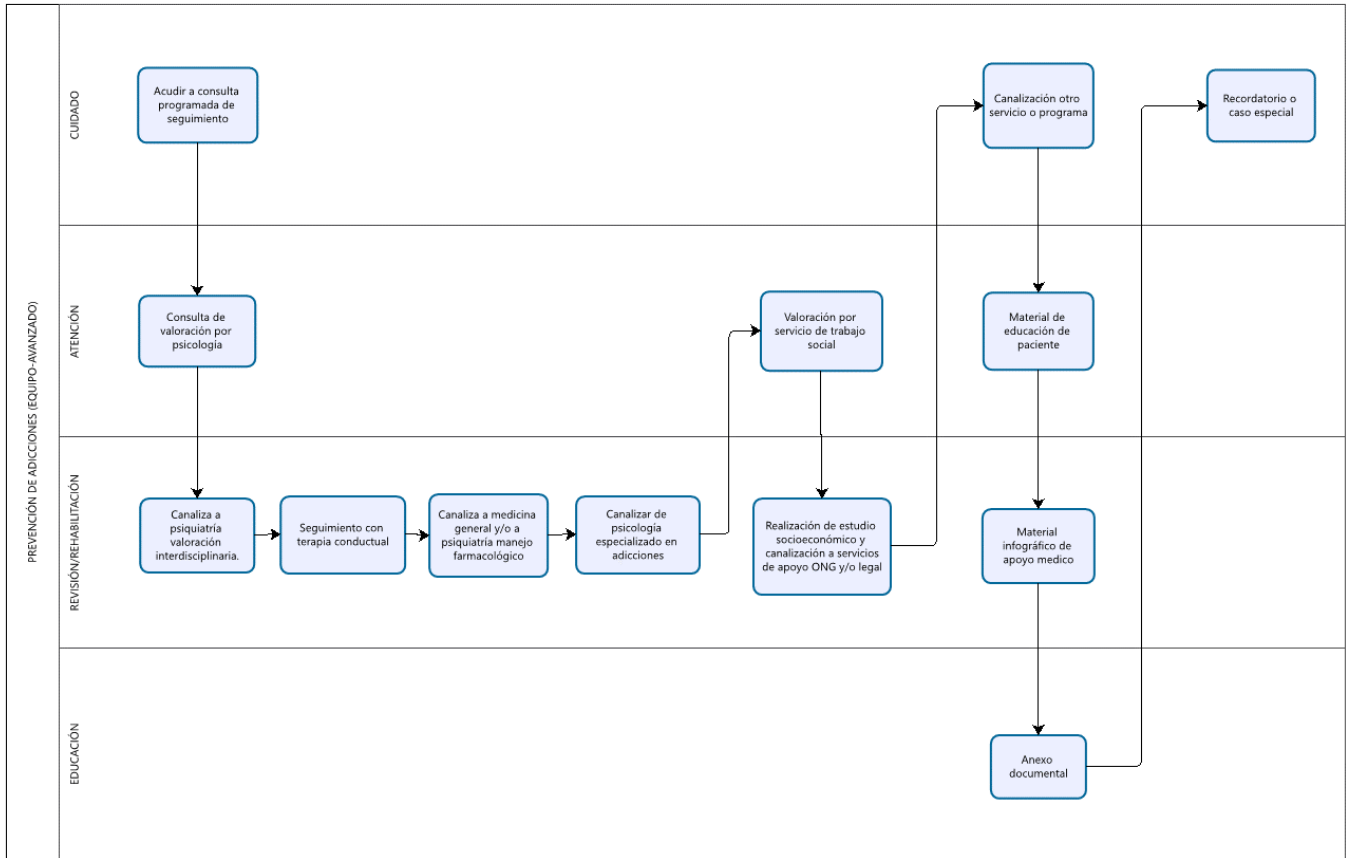 PREVENCIÓN DE ADICCIONES (EQUIPO-AVANZADO)
CUIDADO
Acudir a consulta
programada de
seguimiento
Canalización otro
servicio o programa
Recordatorio o
caso especial
ATENCIÓN
Consulta de
valoración por
psicologia
Valoración por
servicio de trabajo
social
Material de
educación de
paciente
REVISIÓN/REHABILITACIÓN
Canaliza a
psiquiatría
valoración
interdisciplinaria.
Seguimiento con
terapia conductual
Canaliza a medicina
general y/o a
psiquiatría manejo
farmacológico
Canalizar de
psicología
especializado en
adicciones
Realización de estudio
socioeconómico y
canalización a servicios
de apoyo ONG y/o legal
Material
infográfico de
apoyo medico
EDUCACIÓN
Anexo
documental